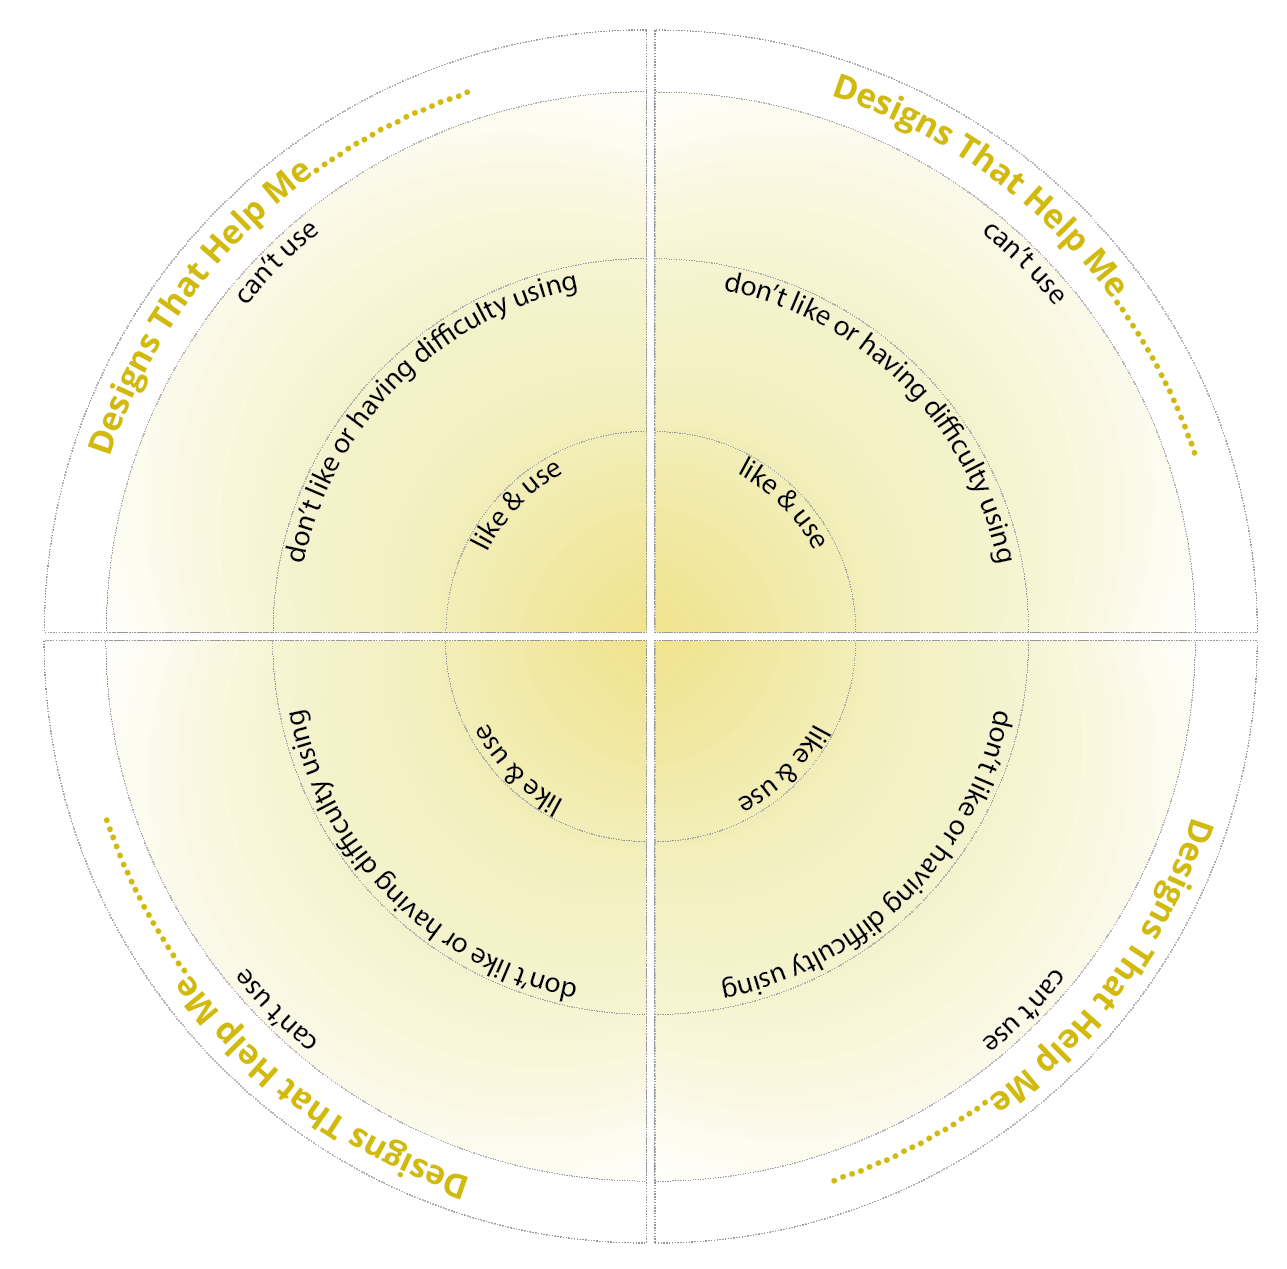 Designs That Help Me..................
can't use
don't like or having difficulty using
like & use
Designs That Help Me..................
can't use
don't like or having difficulty using
like & use
Designs That Help Me..................
can't use
don't like or having difficulty using
like & use
Designs That Help Me..................
can't use
don't like or having difficulty using
like & use